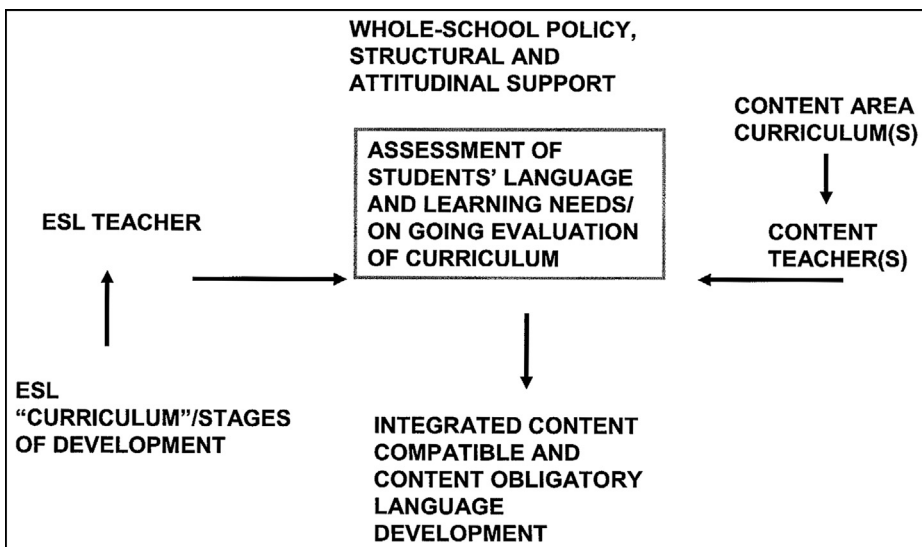 WHOLE-SCHOOL POLICY,
STRUCTURAL AND
ATTITUDINAL SUPPORT
CONTENT AREA
CURRICULUM(S)
ASSESSMENT OF
STUDENTS' LANGUAGE
AND LEARNING NEEDS/
ON GOING EVALUATION
OF CURRICULUM
ESL TEACHER
CONTENT
TEACHER(S)
ESL
“CURRICULUM”/STAGES
OF DEVELOPMENT
INTEGRATED CONTENT
COMPATIBLE AND
CONTENT OBLIGATORY
LANGUAGE
DEVELOPMENT